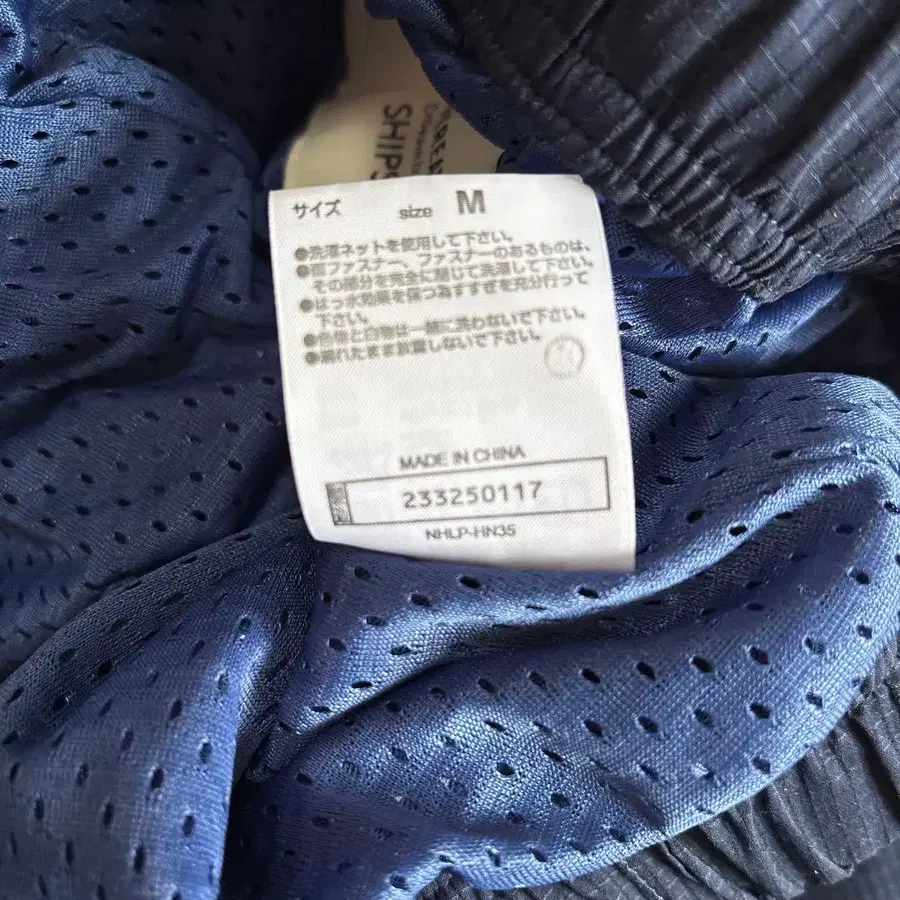 SHIPS
サイズ size M
●洗濯ネットを使用して下さい。
●面ファスナー、ファスナーのあるものは、
その部分を完全に閉じて洗濯して下さい。
●はっ水効果を保つ為すすぎを充分行って
下さい。
●色物と白物は一緒に洗わないで下さい。
●濡れたまま放置しないで下さい。
MADE IN CHINA
233250117
NHLP-HN35